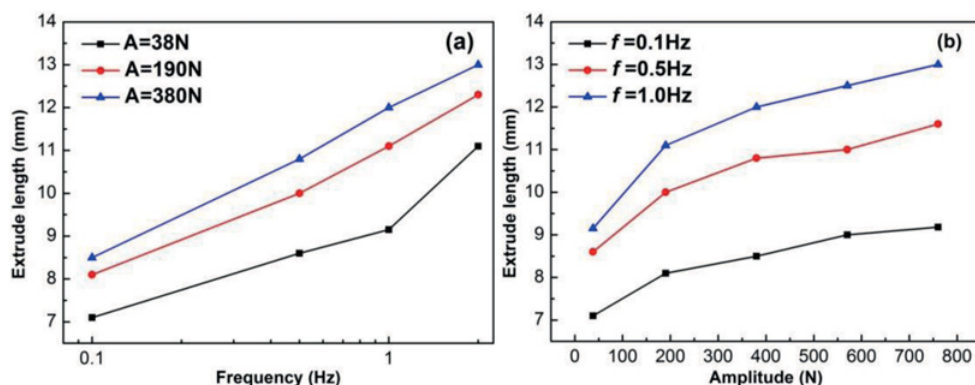 14
13
12
11
10
9
8
7
Extrude length (mm)
A=38N
A=190N
A=380N
(a)
0.1
1
Frequency (Hz)
14
13
12
11
10
9
8
7
Extrude length (mm)
f=0.1Hz
f=0.5Hz
f=1.0Hz
(b)
0 100 200 300 400 500 600 700 800
Amplitude (N)